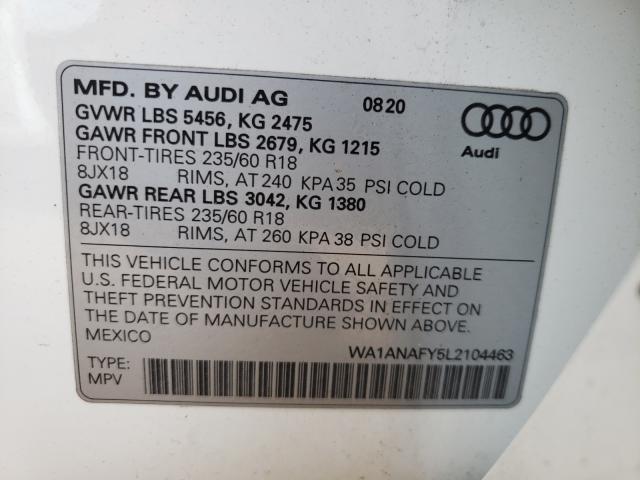 MFD. BY AUDI AG 0820
GVWR LBS 5456, KG 2475
GAWR FRONT LBS 2679, KG 1215
FRONT-TIRES 235/60 R18
8JX18 RIMS, AT 240 KPA 35 PSI COLD
GAWR REAR LBS 3042, KG 1380
REAR-TIRES 235/60 R18
8JX18 RIMS, AT 260 KPA 38 PSI COLD
Audi
THIS VEHICLE CONFORMS TO ALL APPLICABLE
U.S. FEDERAL MOTOR VEHICLE SAFETY AND
THEFT PREVENTION STANDARDS IN EFFECT ON
THE DATE OF MANUFACTURE SHOWN ABOVE.
MEXICO
WA1ANAFY5L2104463
TYPE:
MPV